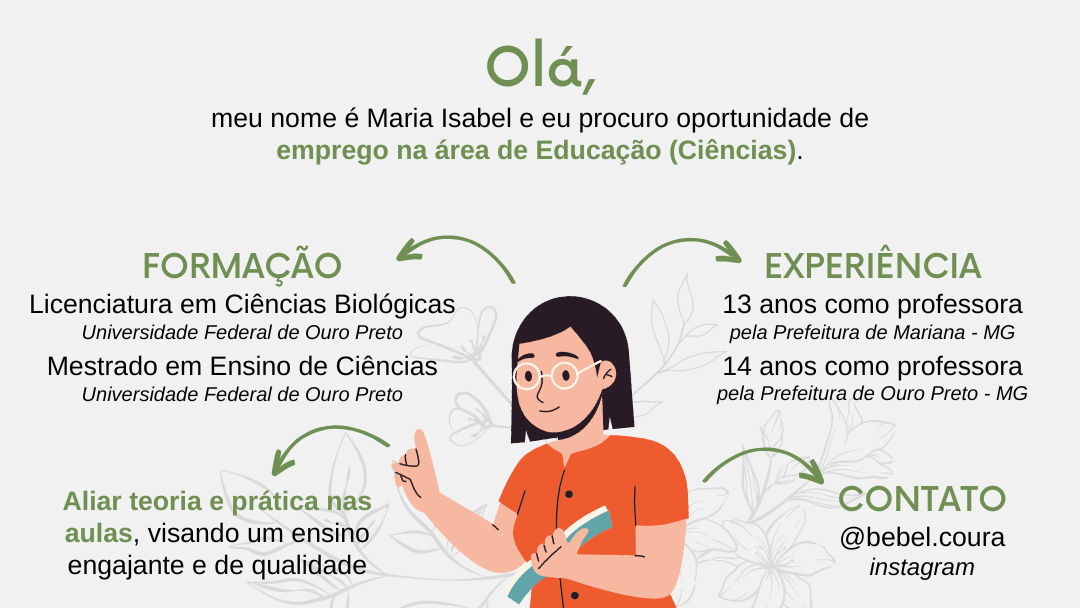 Olá,
meu nome é Maria Isabel e eu procuro oportunidade de
emprego na área de Educação (Ciências).
FORMAÇÃO
Licenciatura em Ciências Biológicas
Universidade Federal de Ouro Preto
Mestrado em Ensino de Ciências
Universidade Federal de Ouro Preto
EXPERIÊNCIA
13 anos como professora
pela Prefeitura de Mariana - MG
14 anos como professora
pela Prefeitura de Ouro Preto - MG
Aliar teoria e prática nas
aulas, visando um ensino
engajante e de qualidade
CONTATO
@bebel.coura
instagram